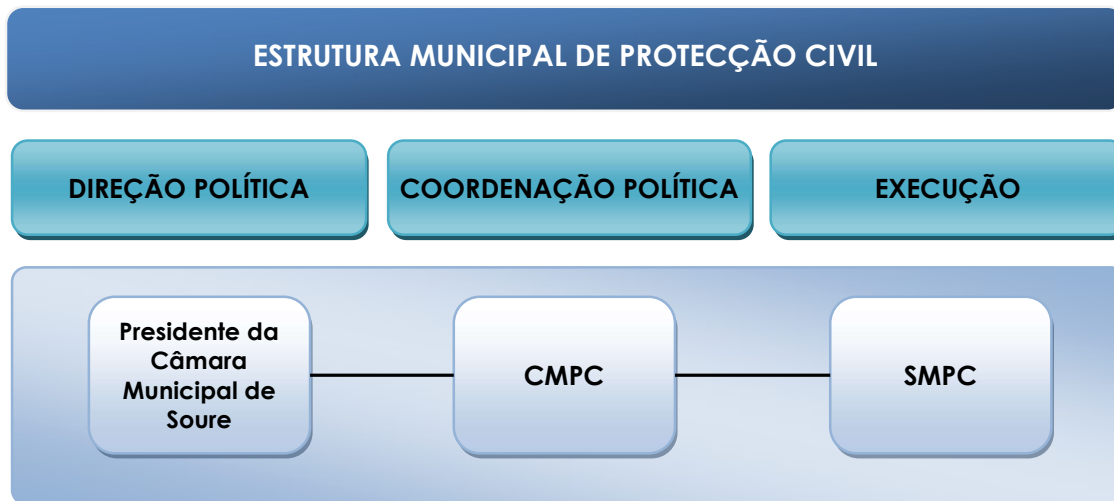 ESTRUTURA MUNICIPAL DE PROTECÇÃO CIVIL
DIREÇÃO POLÍTICA
COORDENAÇÃO POLÍTICA
EXECUÇÃO
Presidente da
Câmara
Municipal de
Soure
CMPC
SMPC